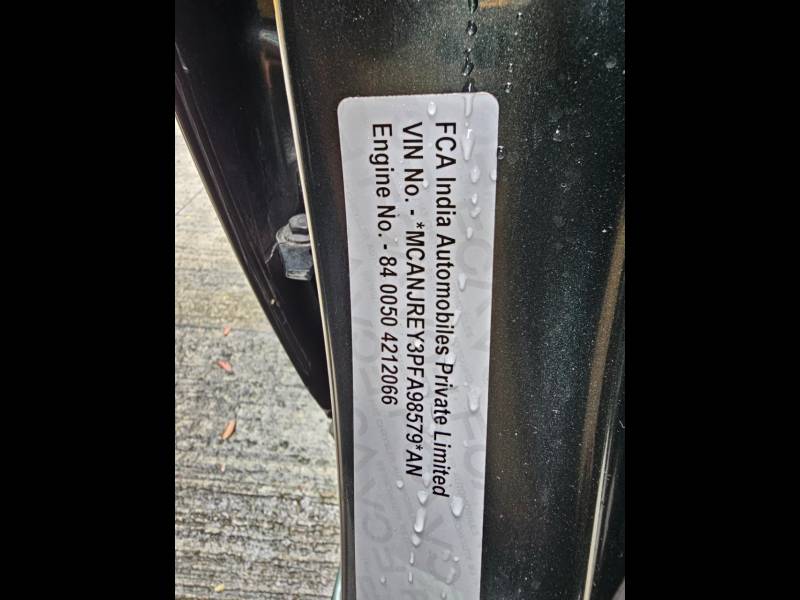 FCA India Automobiles Private Limited
VIN No. - *MCANJREY3PFA98579*AN
Engine No. - 84 0050 4212066